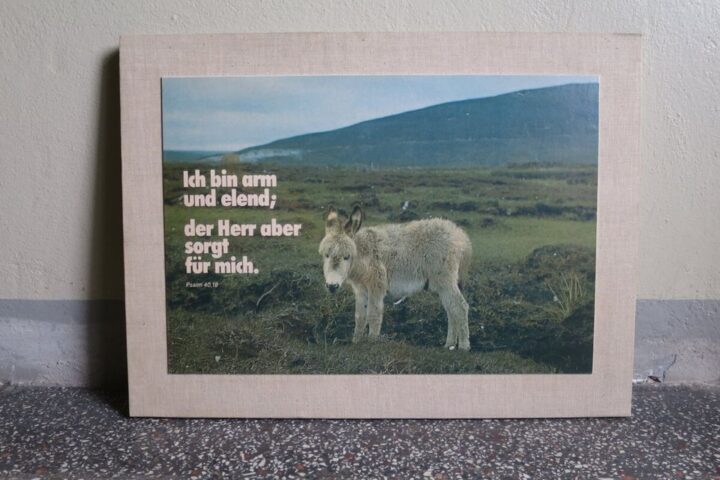 Ich bin arm
und elend;
der Herr aber
sorgt
für mich.
Psalm 40,18